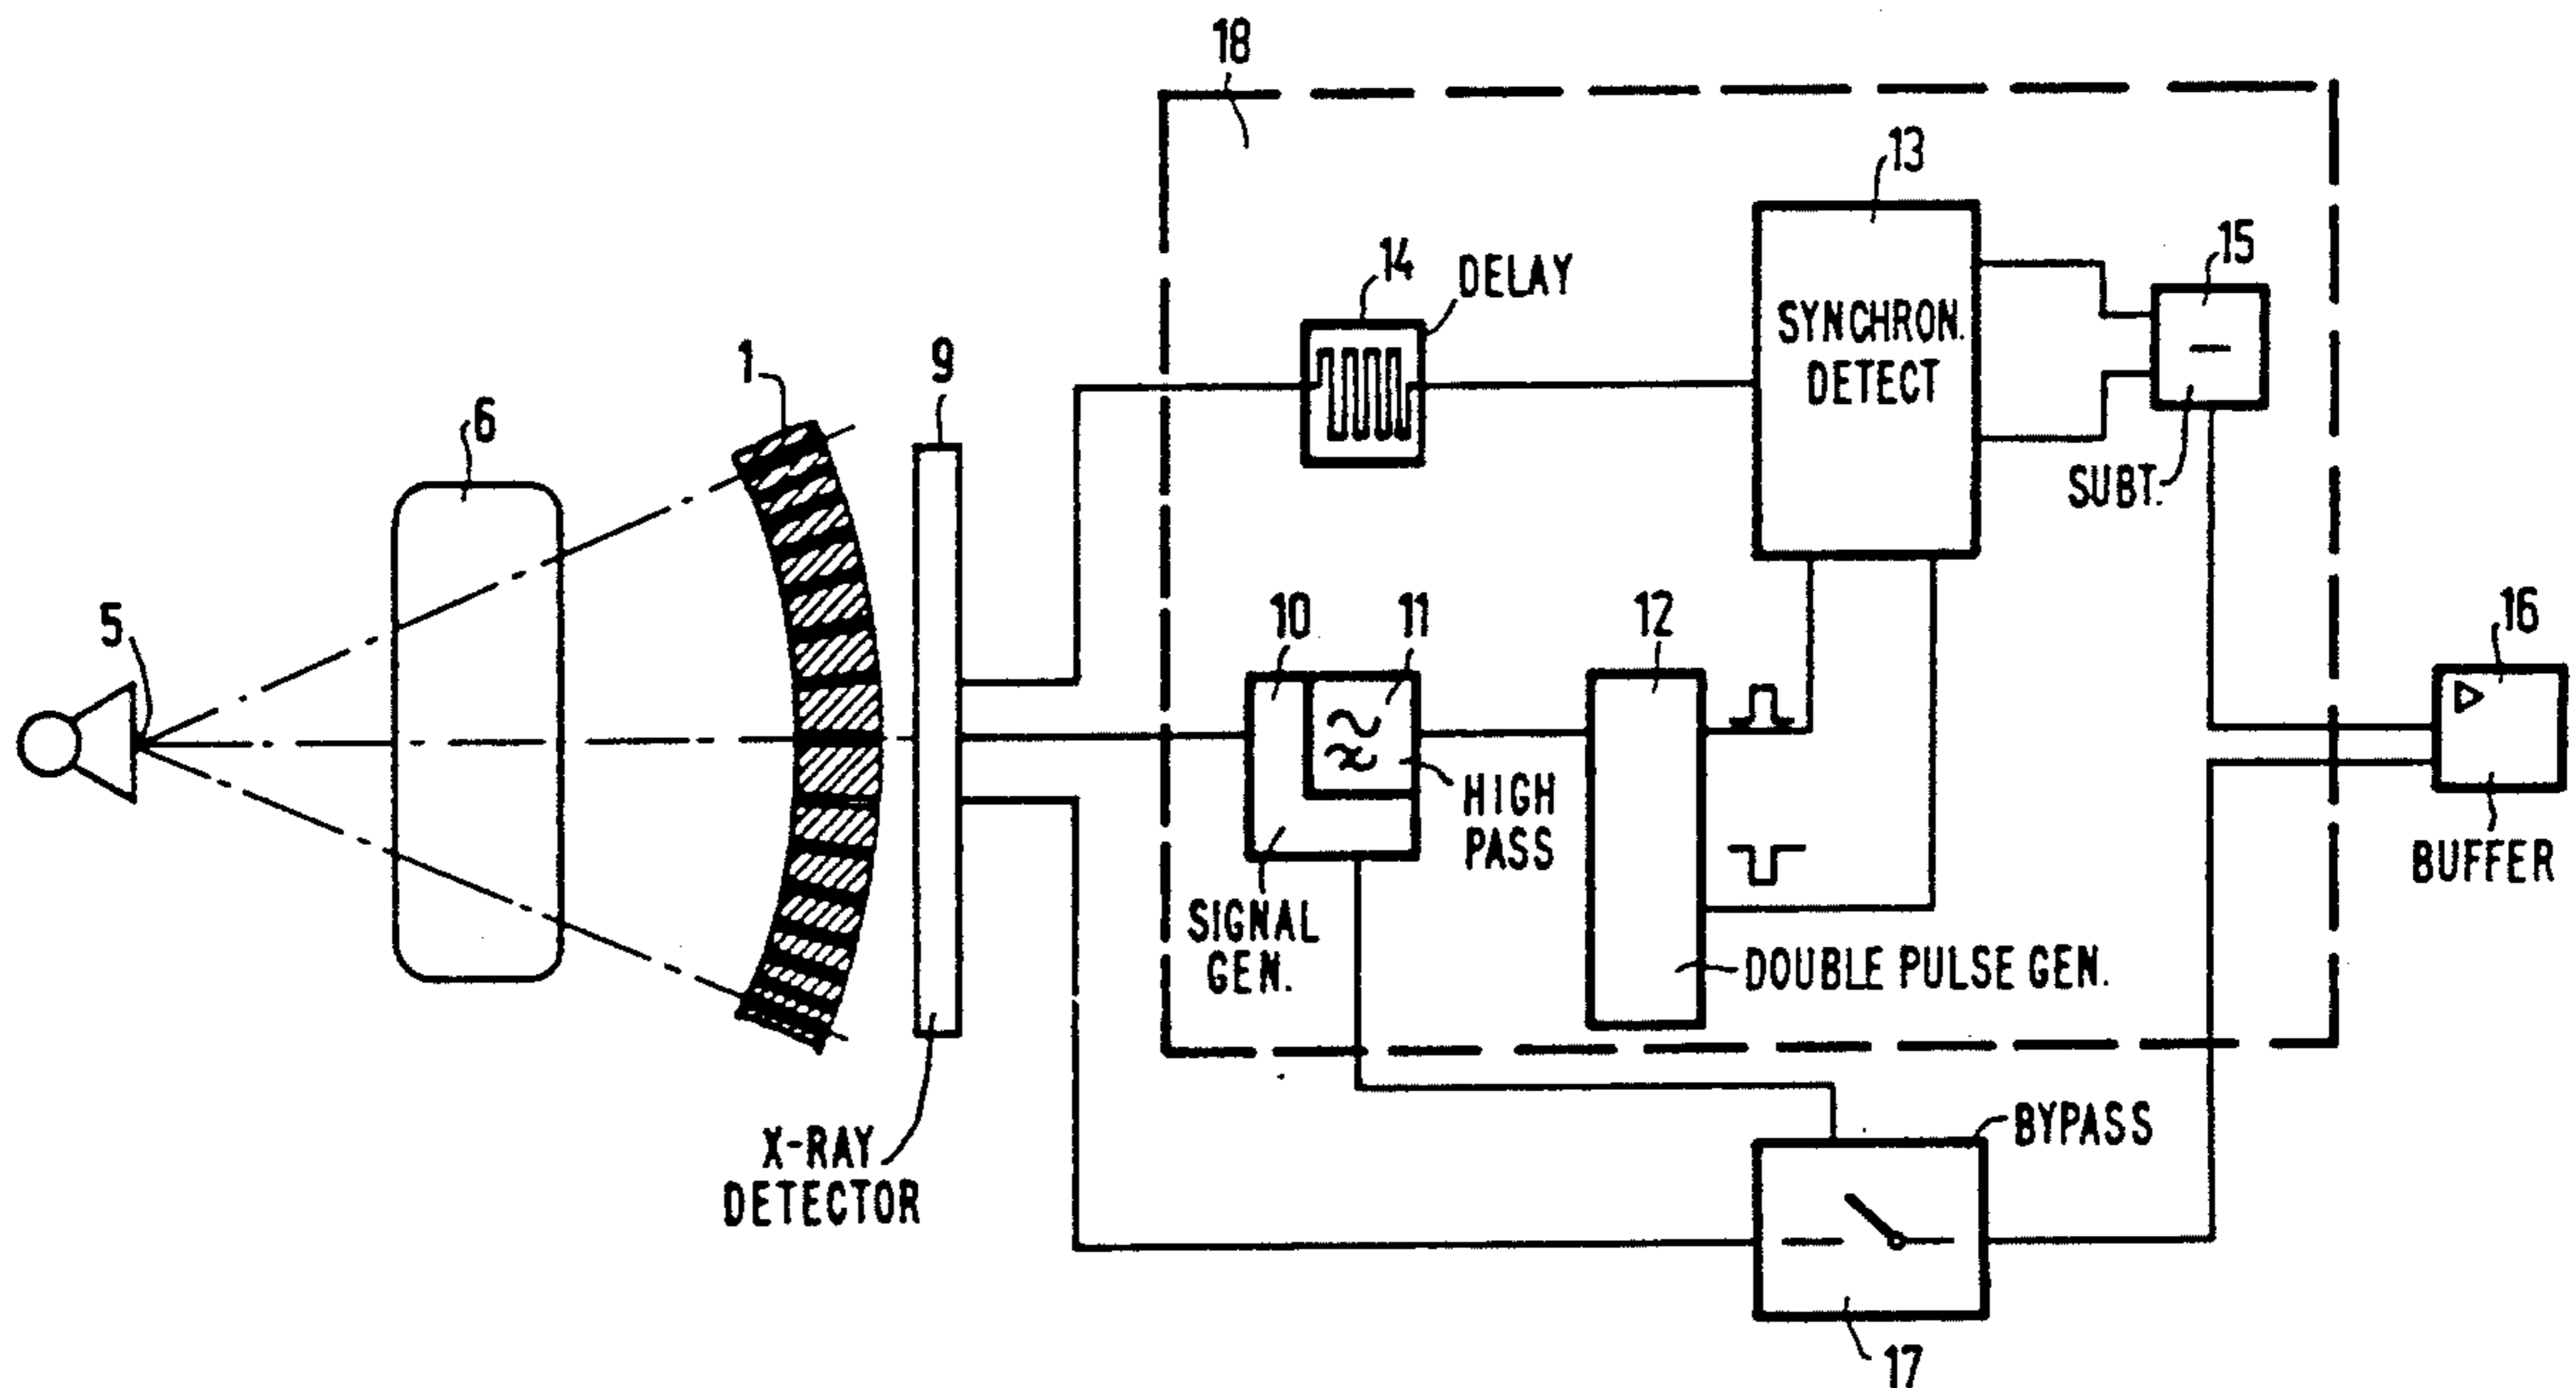 18
13
15
14
DELAY
SYNCHRON.
DETECT
1
9
6
SUBT.
5
10
11
12
16
HIGH
PASS
BUFFER
SIGNAL
GEN.
DOUBLE PULSE GEN.
X-RAY
DETECTOR
BYPASS
17